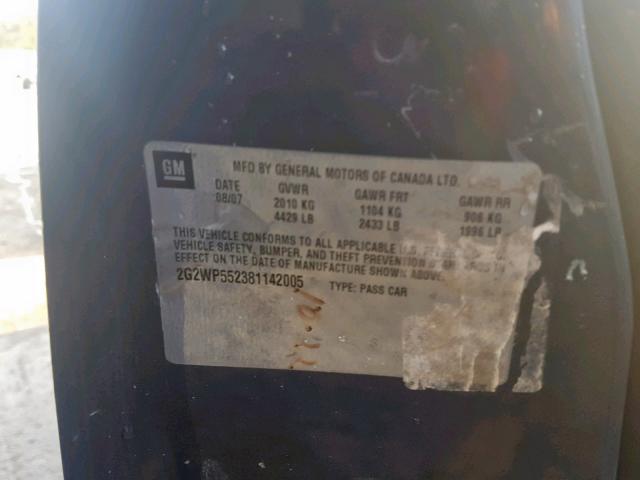 GM
MFD BY GENERAL MOTORS OF CANADA LTD.
DATE GVWR GAWR FRT GAWR RR
08/07 2010 KG 1104 KG 906 KG
4429 LB 2433 LB 1996 LB
THIS VEHICLE CONFORMS TO ALL APPLICABLE U.S.
VEHICLE SAFETY, BUMPER, AND THEFT PREVENTION
EFFECT ON THE DATE OF MANUFACTURE SHOWN ABOVE.
2G2WP552381142005 TYPE: PASS CAR